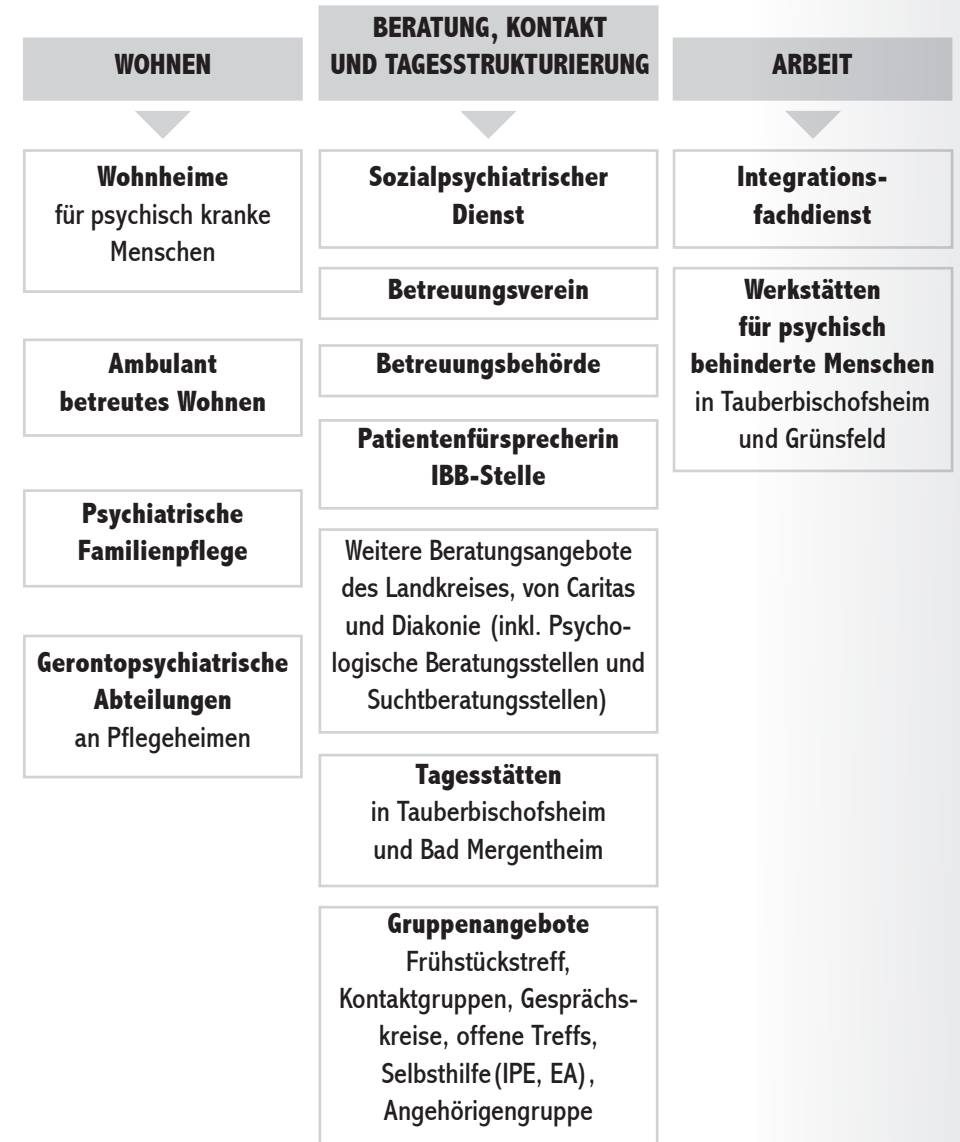 WOHNEN
Wohnheime
für psychisch kranke
Menschen
Ambulant
betreutes Wohnen
Psychiatrische
Familienpflege
Gerontopsychiatrische
Abteilungen
an Pflegeheimen
BERATUNG, KONTAKT
UND TAGESSTRUKTURIERUNG
Sozialpsychiatrischer
Dienst
Betreuungsverein
Betreuungsbehörde
Patientenfürsprecherin
IBB-Stelle
Weitere Beratungsangebote
des Landkreises, von Caritas
und Diakonie (inkl. Psycho-
logische Beratungsstellen und
Suchtberatungsstellen)
Tagesstätten
in Tauberbischofsheim
und Bad Mergentheim
Gruppenangebote
Frühstückstreff,
Kontaktgruppen, Gesprächs-
kreise, offene Treffs,
Selbsthilfe (IPE, EA),
Angehörigengruppe
ARBEIT
Integrations-
fachdienst
Werkstätten
für psychisch
behinderte Menschen
in Tauberbischofsheim
und Grünsfeld